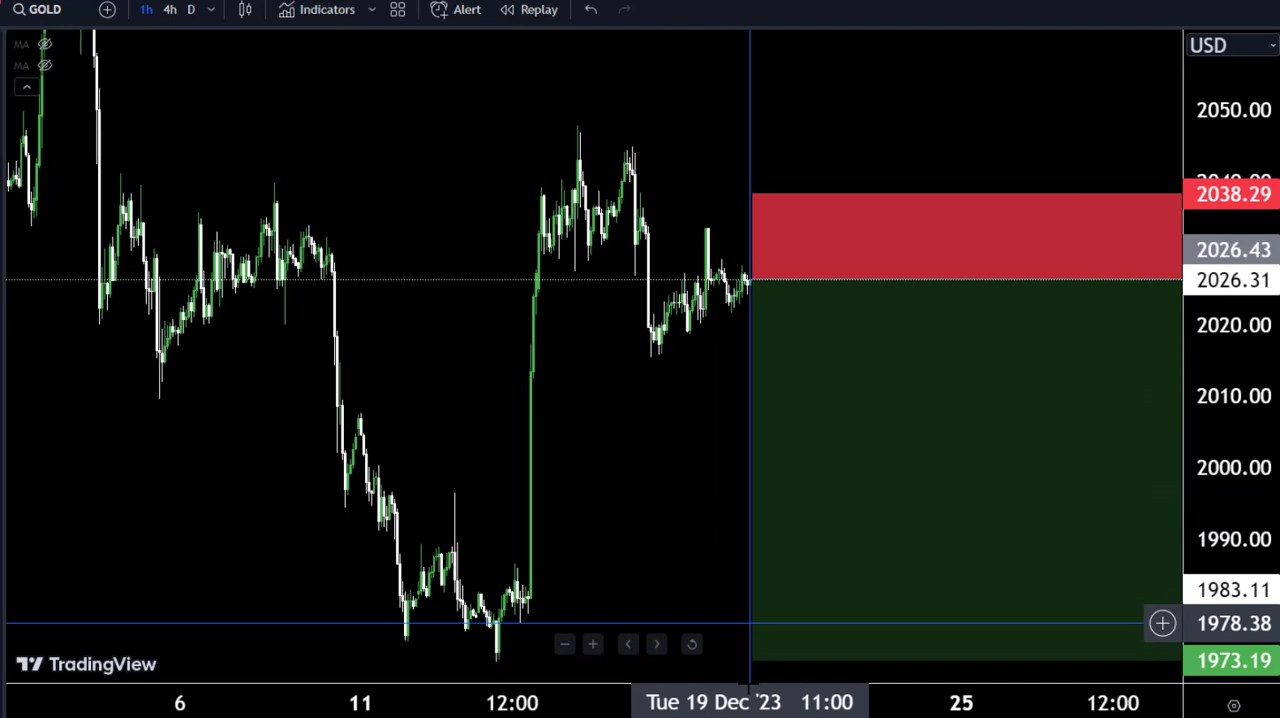 GOLD 1h 4h D Indicators Alert Replay
MA
MA
USD
2050.00
2038.29
2026.43
2026.31
2020.00
2010.00
2000.00
1990.00
1983.11
1978.38
1973.19
TradingView
6 11 12:00 Tue 19 Dec '23 11:00 25 12:00